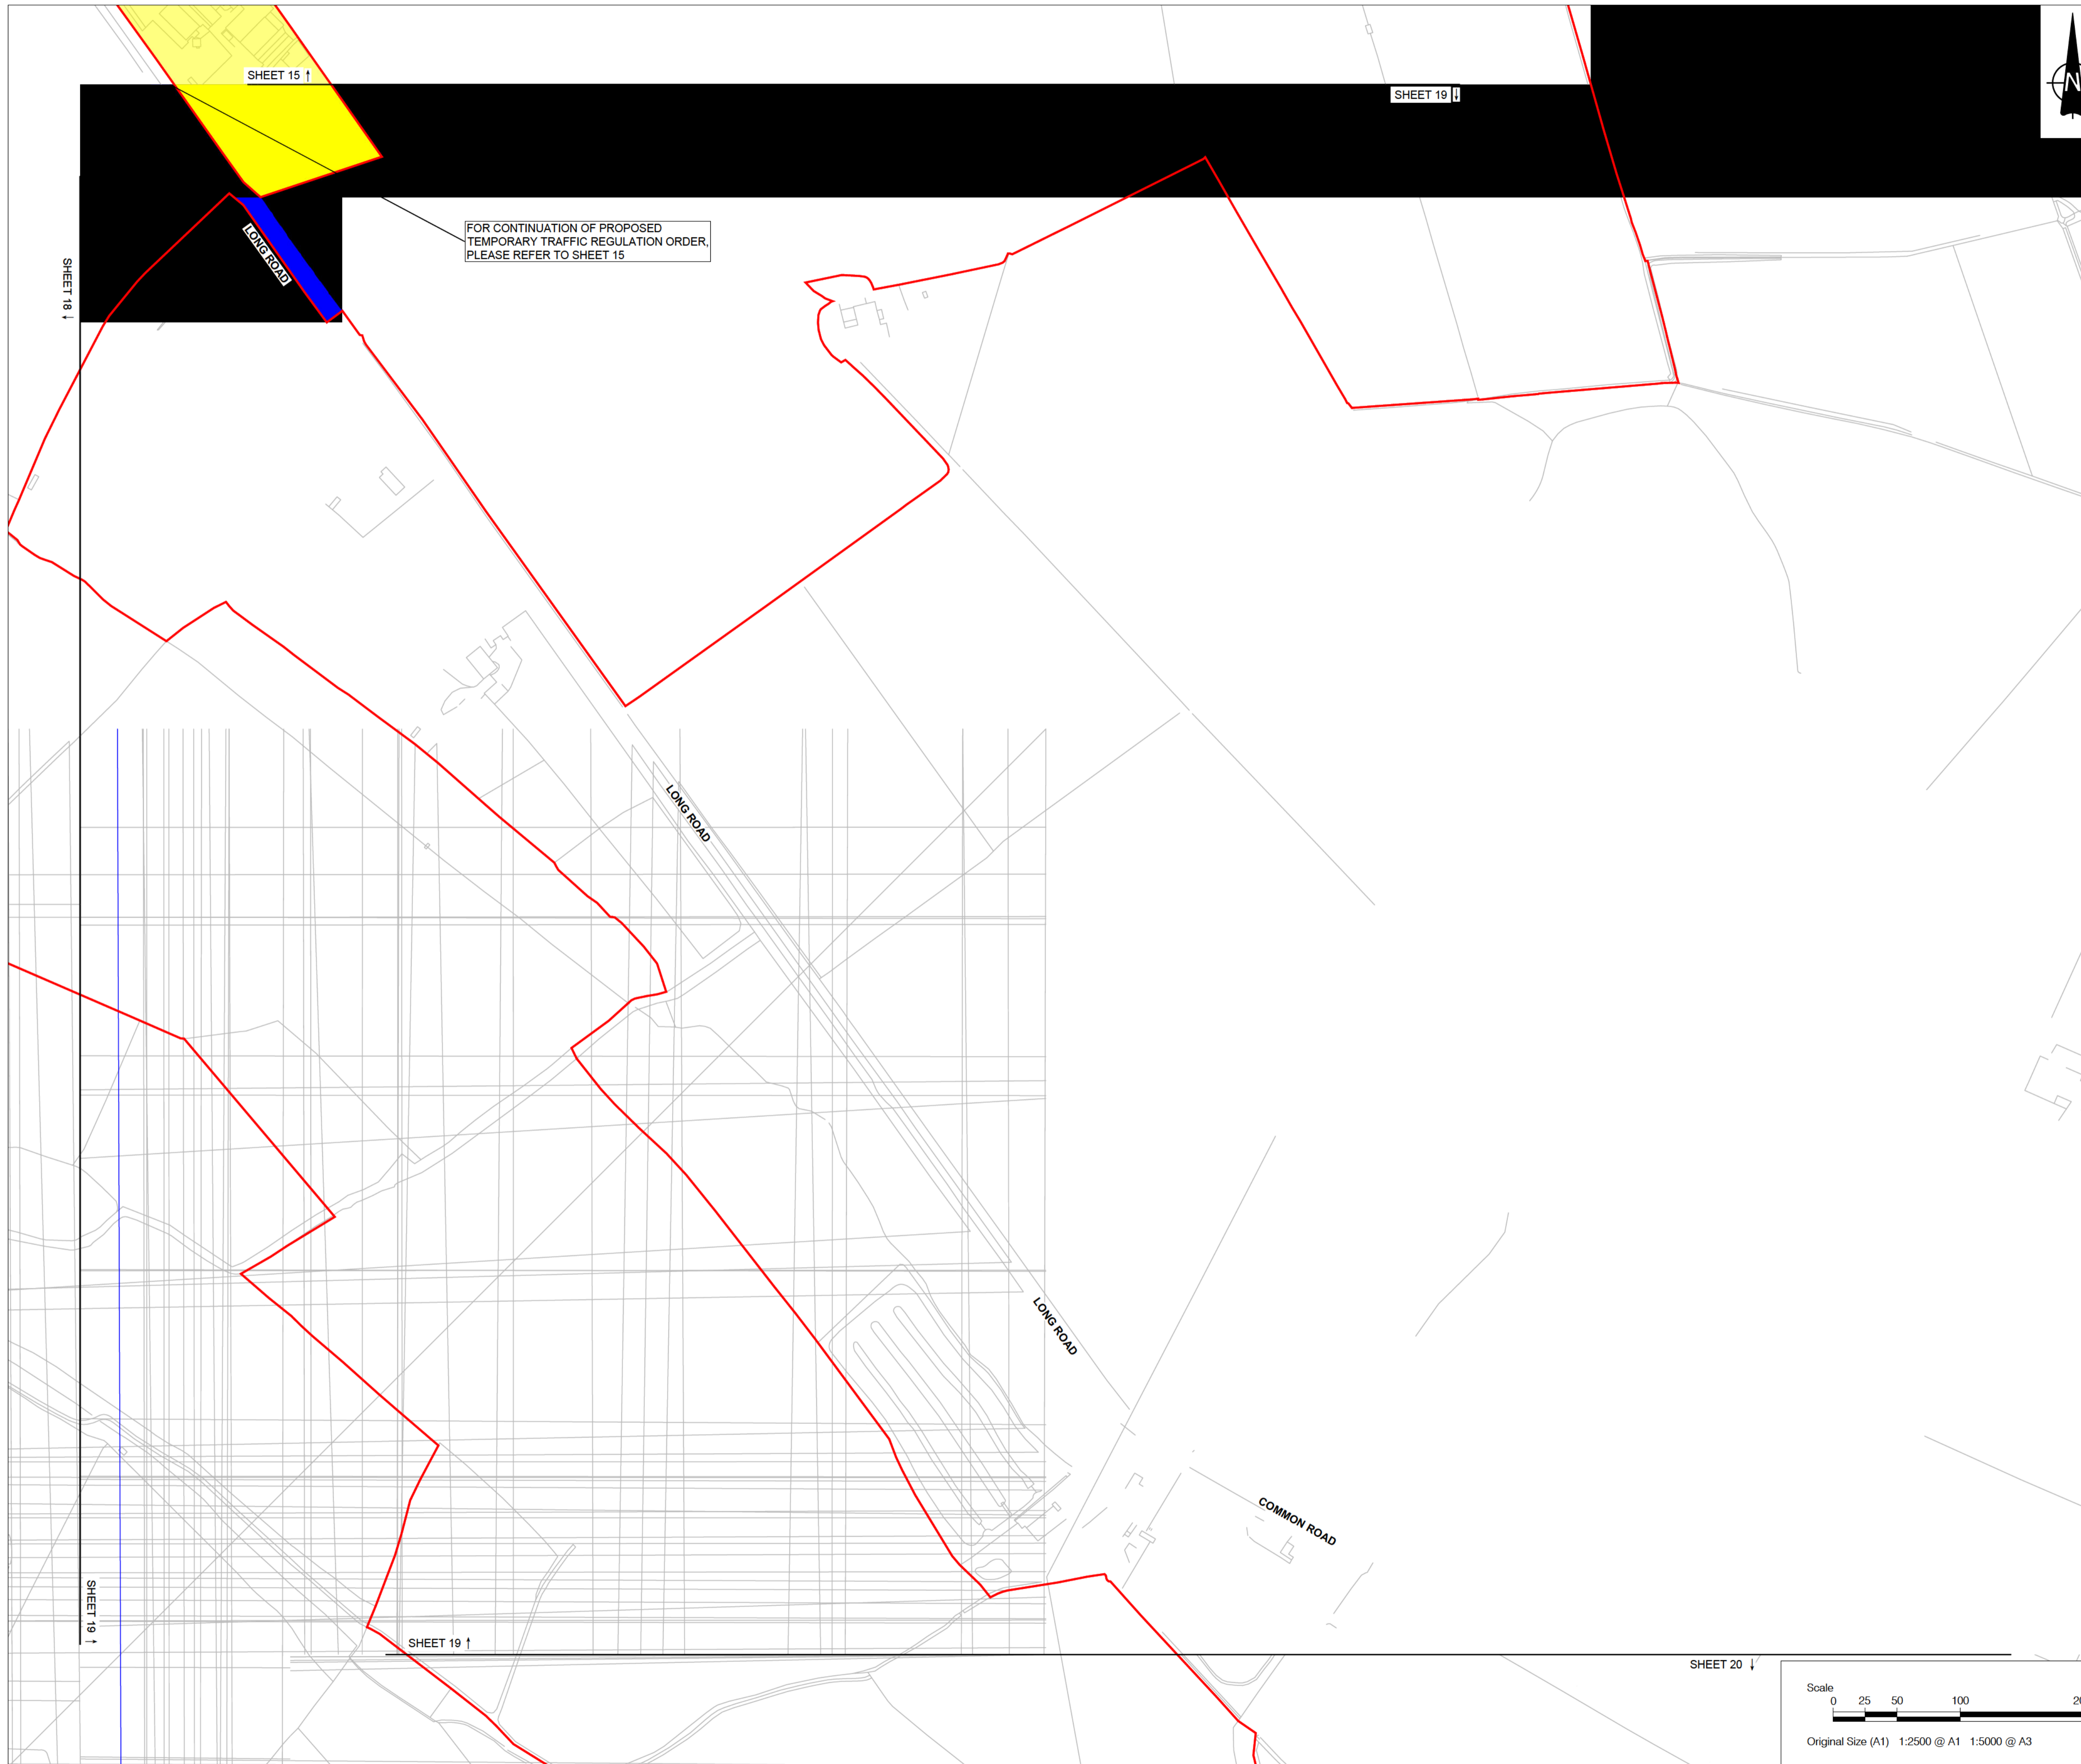 SHEET 15 ↑
SHEET 19 ↓
N
LONG ROAD
FOR CONTINUATION OF PROPOSED
TEMPORARY TRAFFIC REGULATION ORDER,
PLEASE REFER TO SHEET 15
SHEET 18 ←
LONG ROAD
LONG ROAD
COMMON ROAD
SHEET 19 →
SHEET 19 ↑
SHEET 20 ↓
Scale
0 25 50 100
Original Size (A1) 1:2500 @ A1 1:5000 @ A3